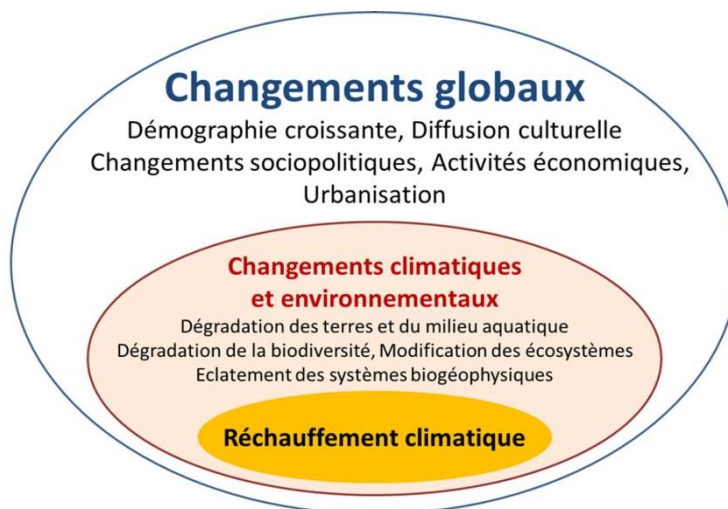 Changements globaux
Démographie croissante, Diffusion culturelle
Changements sociopolitiques, Activités économiques,
Urbanisation
Changements climatiques
et environnementaux
Dégradation des terres et du milieu aquatique
Dégradation de la biodiversité, Modification des écosystèmes
Eclatement des systèmes biogéophysiques
Réchauffement climatique